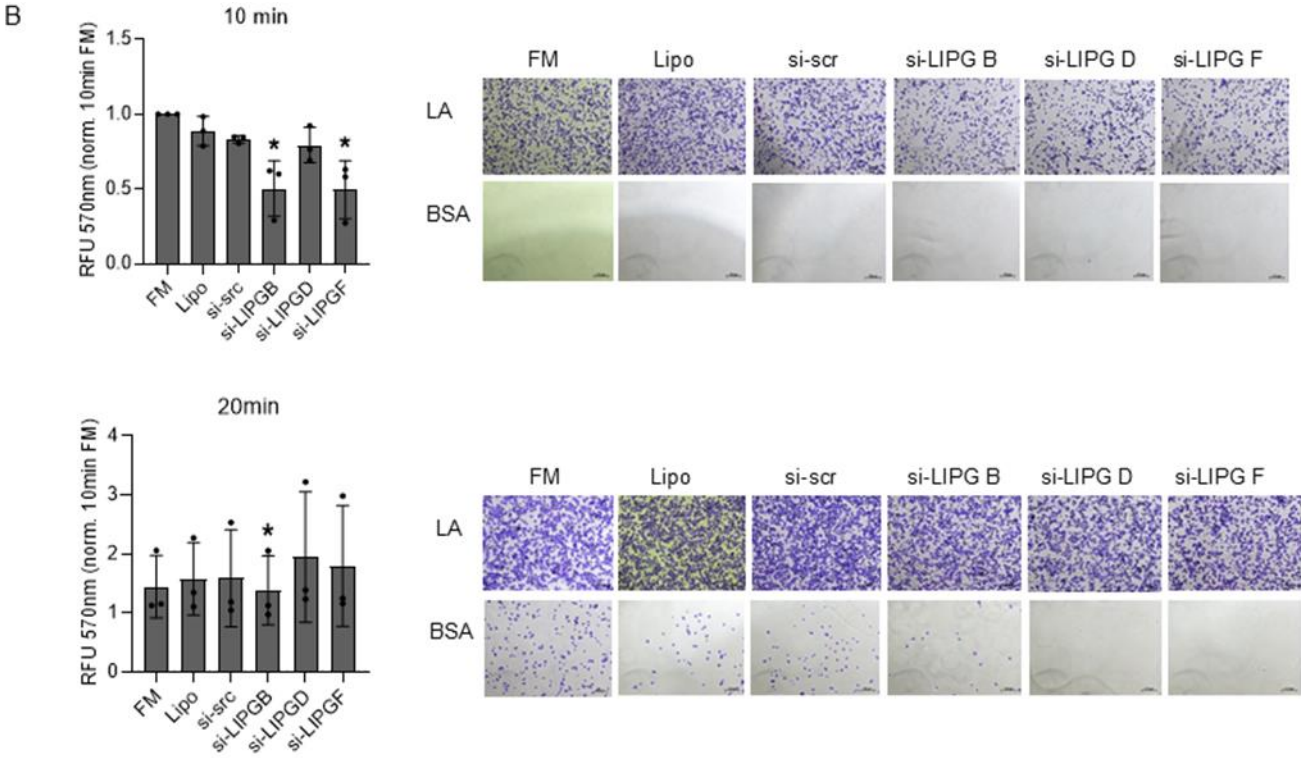 B
10 min
RFU 570nm (norm. 10min FM)
1.5
1.0
0.5
0.0
*
*
FM
Lipo
si-src
si-LIPGB
si-LIPGD
si-LIPGF
FM Lipo si-scr si-LIPG B si-LIPG D si-LIPG F
LA
BSA
20min
RFU 570nm (norm. 10min FM)
4
3
2
1
0
*
FM
Lipo
si-src
si-LIPGB
si-LIPGD
si-LIPGF
FM Lipo si-scr si-LIPG B si-LIPG D si-LIPG F
LA
BSA